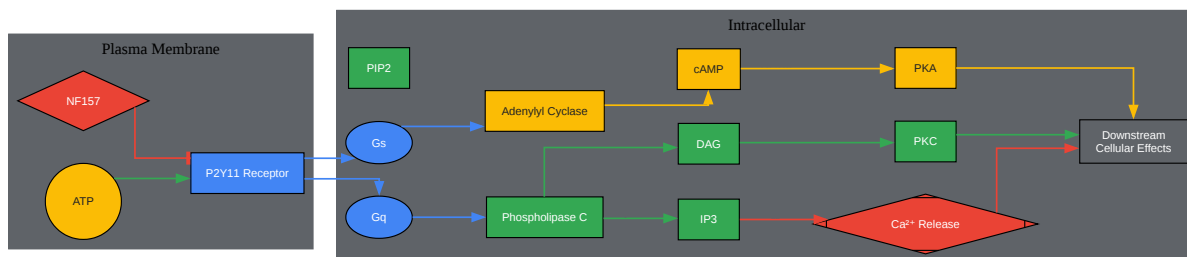 Plasma Membrane
NF157
ATP
P2Y11 Receptor
Intracellular
PIP2
Gs
Gq
Adenylyl Cyclase
Phospholipase C
cAMP
DAG
IP3
PKA
PKC
Ca²⁺ Release
Downstream
Cellular Effects